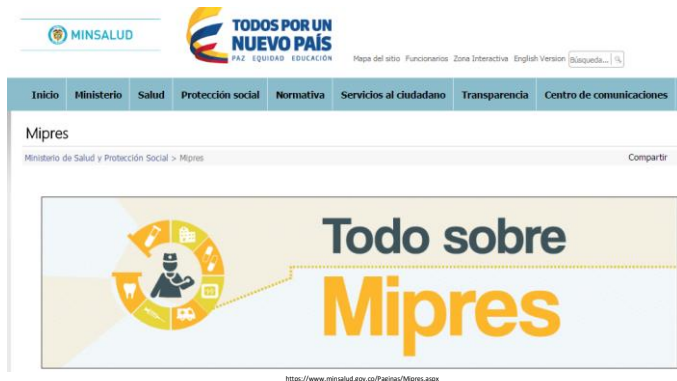 MINSALUD
TODOS POR UN
NUEVO PAÍS
PAZ EQUIDAD EDUCACIÓN
Mapa del sitio Funcionarios Zona Interactiva English Version Búsqueda...
Inicio Ministerio Salud Protección social Normativa Servicios al ciudadano Transparencia Centro de comunicaciones
Mipres
Ministerio de Salud y Protección Social > Mipres Compartir
Todo sobre
Mipres
https://www.minsalud.gov.co/Paginas/Mipres.aspx